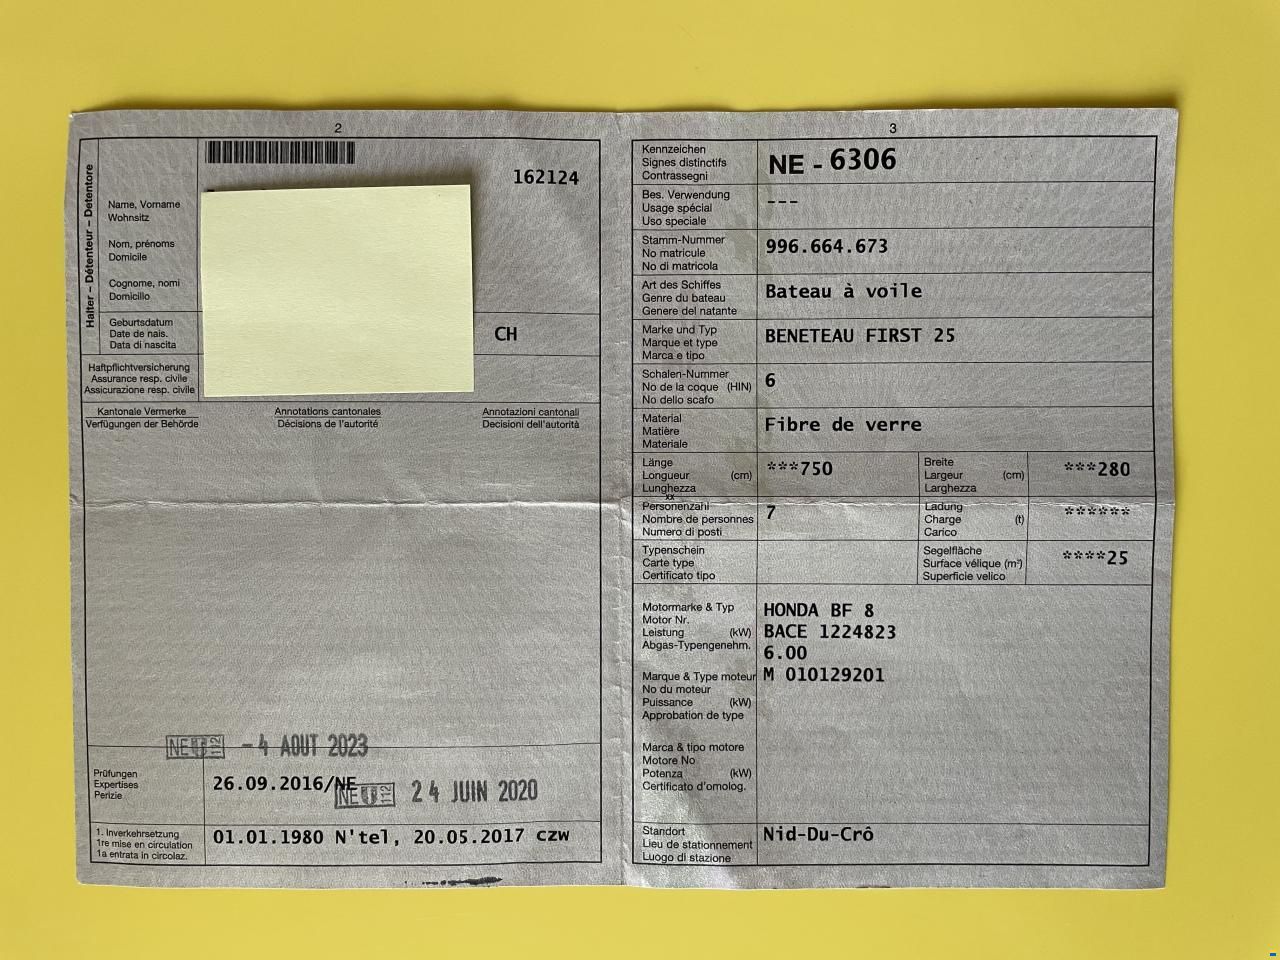 2
162124
Halter – Détenteur – Detentore
Name, Vorname
Wohnsitz
Nom, prénoms
Domicile
Cognome, nomi
Domicilio
Geburtsdatum
Date de nais.
Data di nascita
CH
Haftpflichtversicherung
Assurance resp. civile
Assicurazione resp. civile
Kantonale Vermerke
Verfügungen der Behörde
Annotations cantonales
Décisions de l'autorité
Annotazioni cantonali
Decisioni dell'autorità
NE 112 - 4 AOUT 2023
Prüfungen
Expertises
Perizie
26.09.2016/NE
NE 112 24 JUIN 2020
1. Inverkehrsetzung
1re mise en circulation
1a entrata in circolaz.
01.01.1980 N'tel, 20.05.2017 CZW
3
Kennzeichen
Signes distinctifs
Contrassegni
NE - 6306
Bes. Verwendung
Usage spécial
Uso speciale
---
Stamm-Nummer
No matricule
No di matricola
996.664.673
Art des Schiffes
Genre du bateau
Genere del natante
Bateau à voile
Marke und Typ
Marque et type
Marca e tipo
BENETEAU FIRST 25
Schalen-Nummer
No de la coque (HIN)
No dello scafo
6
Material
Matière
Materiale
Fibre de verre
Länge
Longueur (cm)
Lunghezza
***750
Breite
Largeur (cm)
Larghezza
***280
xx
Personenzahl
Nombre de personnes
Numero di posti
7
Ladung
Charge (t)
Carico
******
Typenschein
Carte type
Certificato tipo
Segelfläche
Surface vélique (m²)
Superficie velico
****25
Motormarke & Typ
Motor Nr.
Leistung (kW)
Abgas-Typengenehm.
HONDA BF 8
BACE 1224823
6.00
M 010129201
Marque & Type moteur
No du moteur
Puissance (kW)
Approbation de type
Marca & tipo motore
Motore No
Potenza (kW)
Certificato d'omolog.
Standort
Lieu de stationnement
Luogo di stazione
Nid-Du-Crô